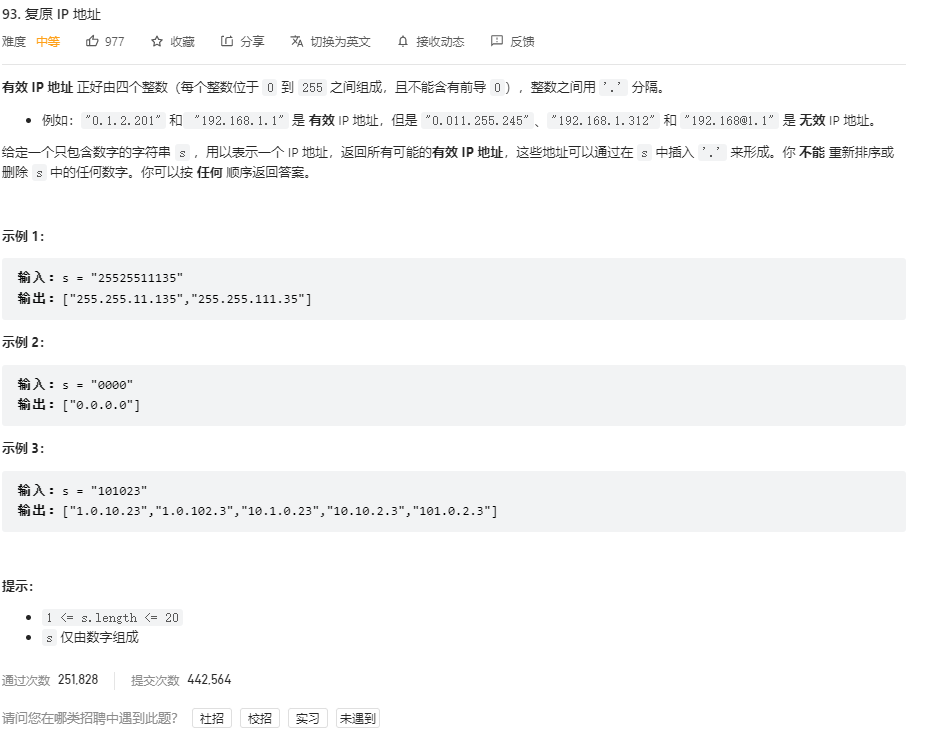 93. 复原 IP 地址
难度 中等 977 收藏 分享 切换为英文 接收动态 反馈
有效 IP 地址 正好由四个整数（每个整数位于 0 到 255 之间组成，且不能含有前导 0），整数之间用 '.' 分隔。
例如："0.1.2.201" 和 "192.168.1.1" 是 有效 IP 地址，但是 "0.011.255.245"、"192.168.1.312" 和 "192.168@1.1" 是 无效 IP 地址。
给定一个只包含数字的字符串 s ，用以表示一个 IP 地址，返回所有可能的有效 IP 地址，这些地址可以通过在 s 中插入 '.' 来形成。你 不能 重新排序或
删除 s 中的任何数字。你可以按 任何 顺序返回答案。
示例 1：
输入：s = "25525511135"
输出：["255.255.11.135","255.255.111.35"]
示例 2：
输入：s = "0000"
输出：["0.0.0.0"]
示例 3：
输入：s = "101023"
输出：["1.0.10.23","1.0.102.3","10.1.0.23","10.10.2.3","101.0.2.3"]
提示：
1 <= s.length <= 20
s 仅由数字组成
通过次数 251,828 提交次数 442,564
请问您在哪类招聘中遇到此题？ 社招 校招 实习 未遇到